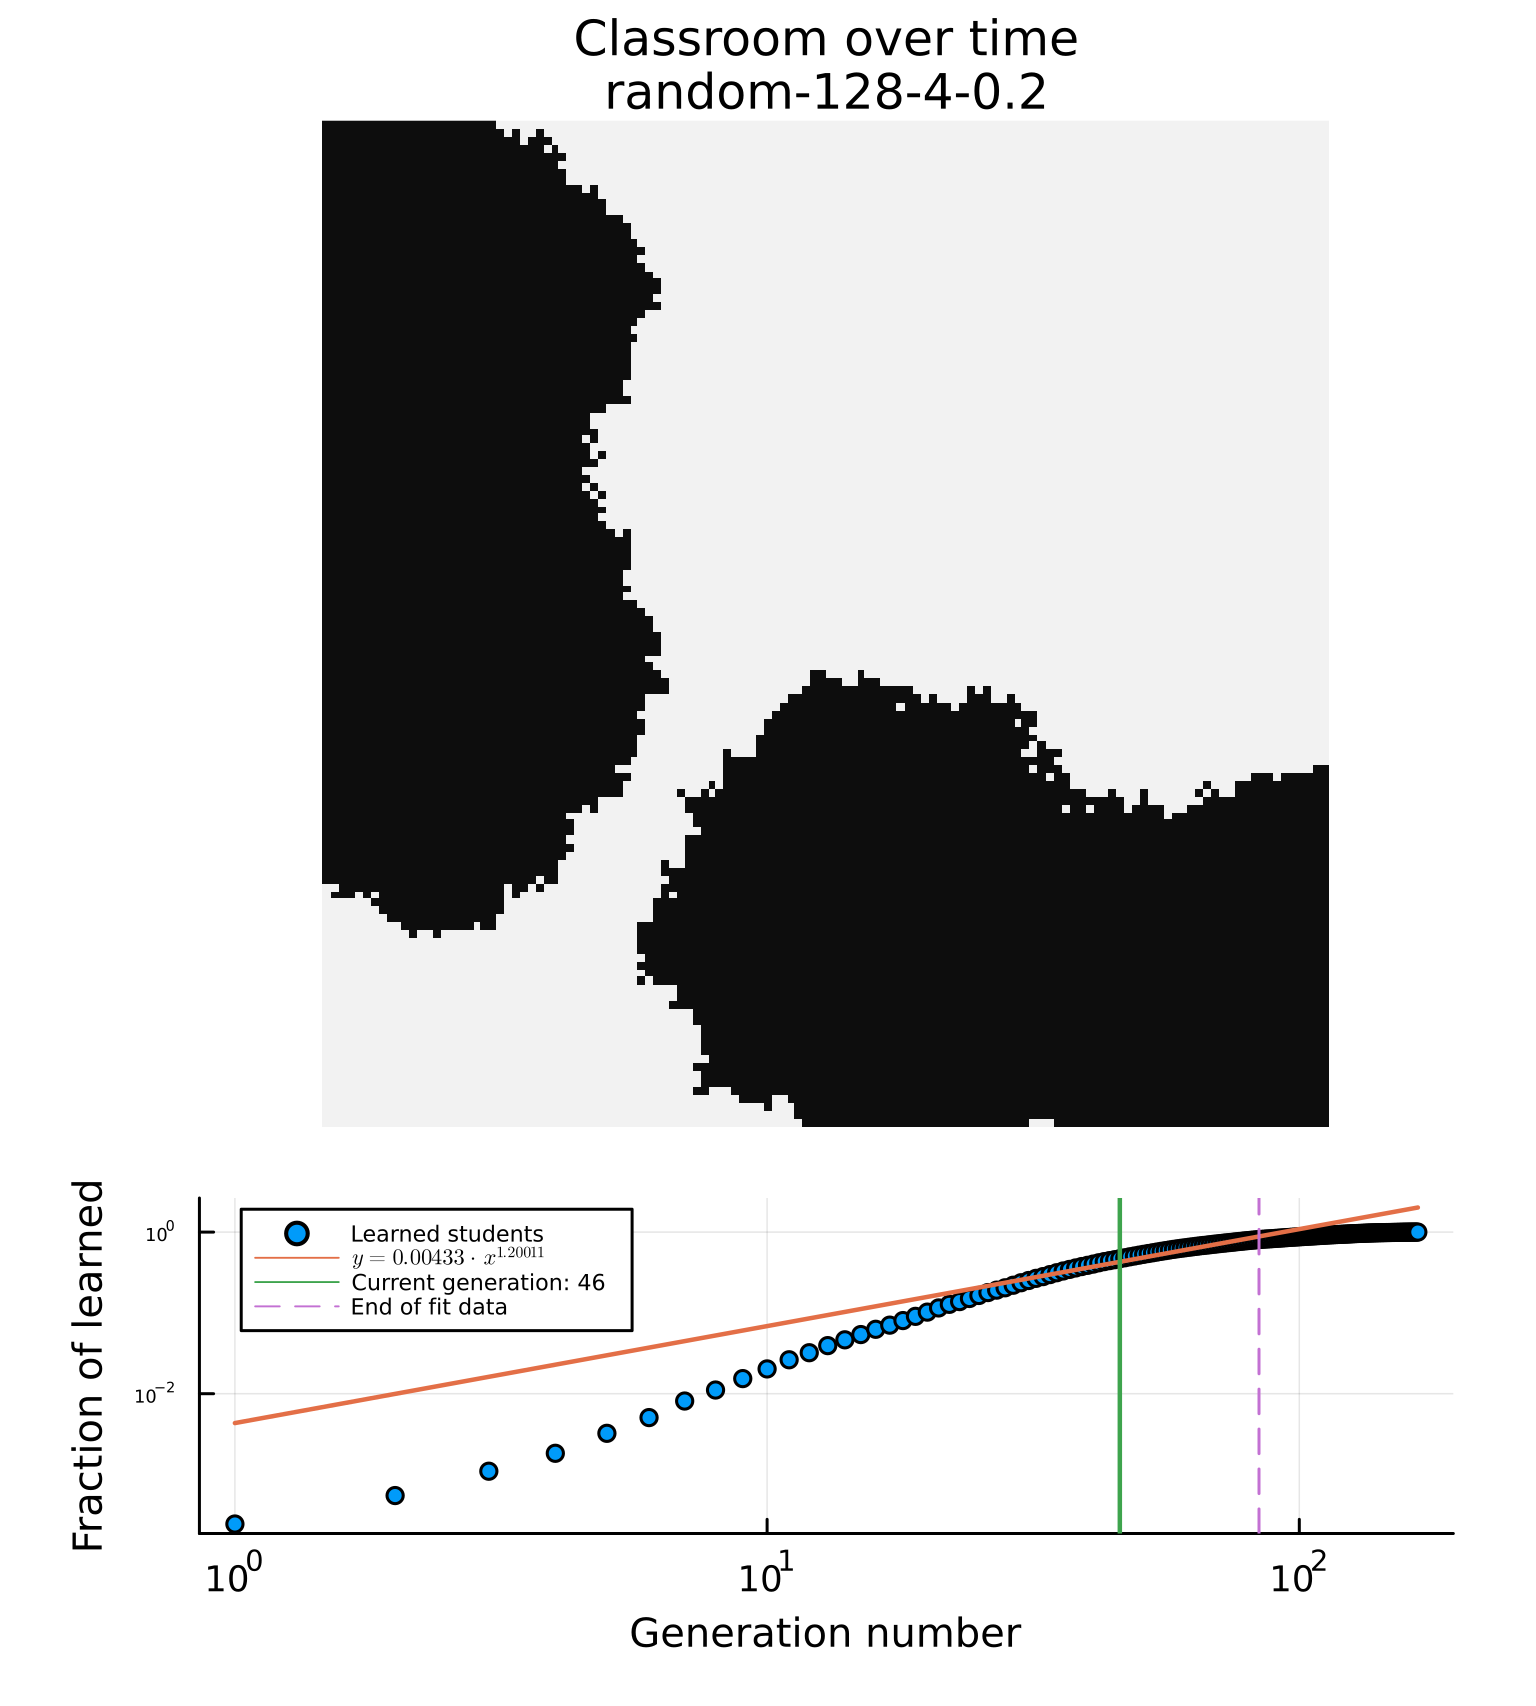 Classroom over time
random-128-4-0.2
Fraction of learned
10^0
10^−2
Learned students
y = 0.00433 · x^1.20011
Current generation: 46
End of fit data
10^0 10^1 10^2
Generation number